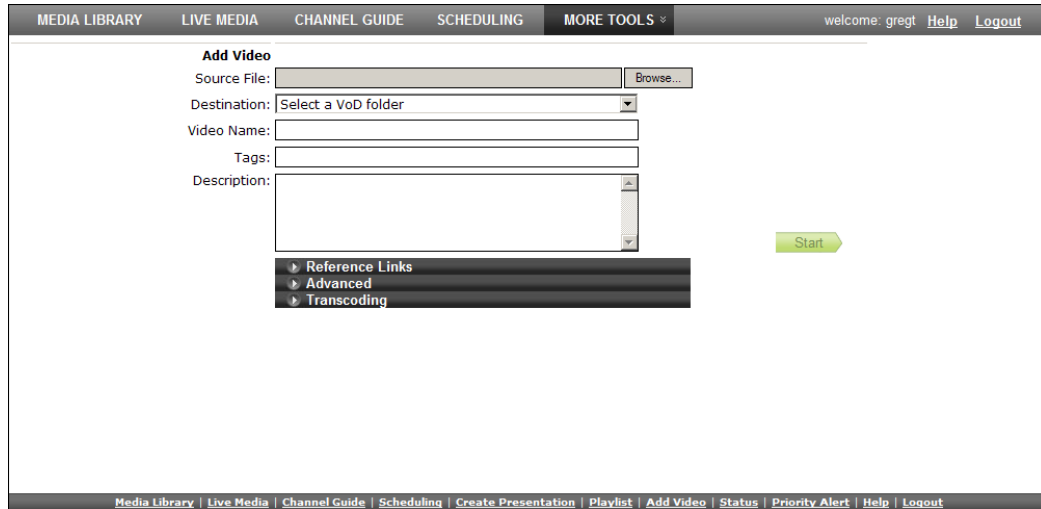 MEDIA LIBRARY LIVE MEDIA CHANNEL GUIDE SCHEDULING MORE TOOLS welcome: gregt Help Logout
Add Video
Source File: Browse...
Destination: Select a VoD folder
Video Name:
Tags:
Description:
Start
Reference Links
Advanced
Transcoding
Media Library | Live Media | Channel Guide | Scheduling | Create Presentation | Playlist | Add Video | Status | Priority Alert | Help | Logout